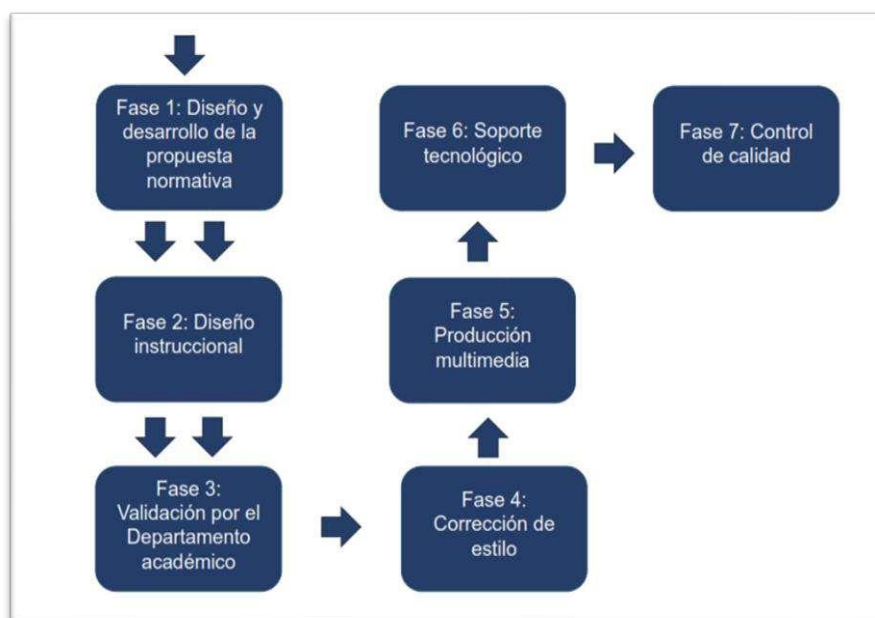 Fase 1: Diseño y
desarrollo de la
propuesta
normativa
Fase 2: Diseño
instruccional
Fase 3:
Validación por el
Departamento
académico
Fase 4:
Corrección de
estilo
Fase 5:
Producción
multimedia
Fase 6: Soporte
tecnológico
Fase 7: Control
de calidad